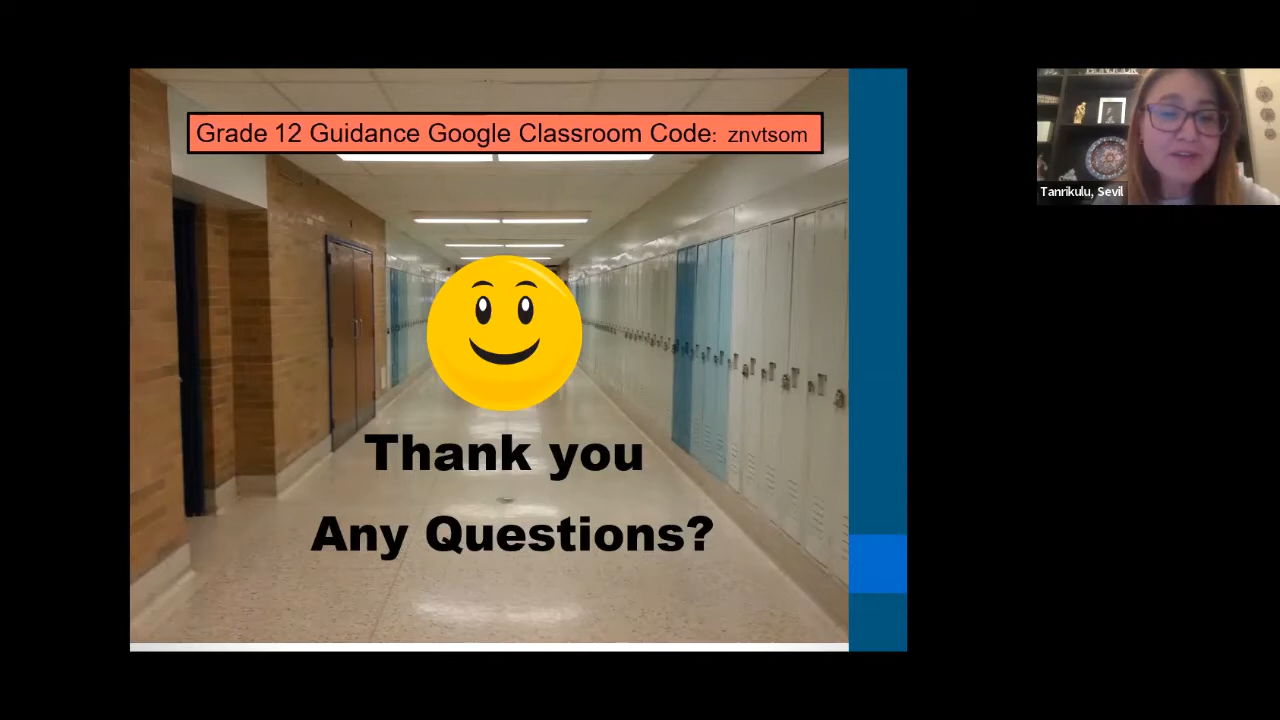 Grade 12 Guidance Google Classroom Code: znvtsom
Thank you
Any Questions?
Tanrikulu, Sevil